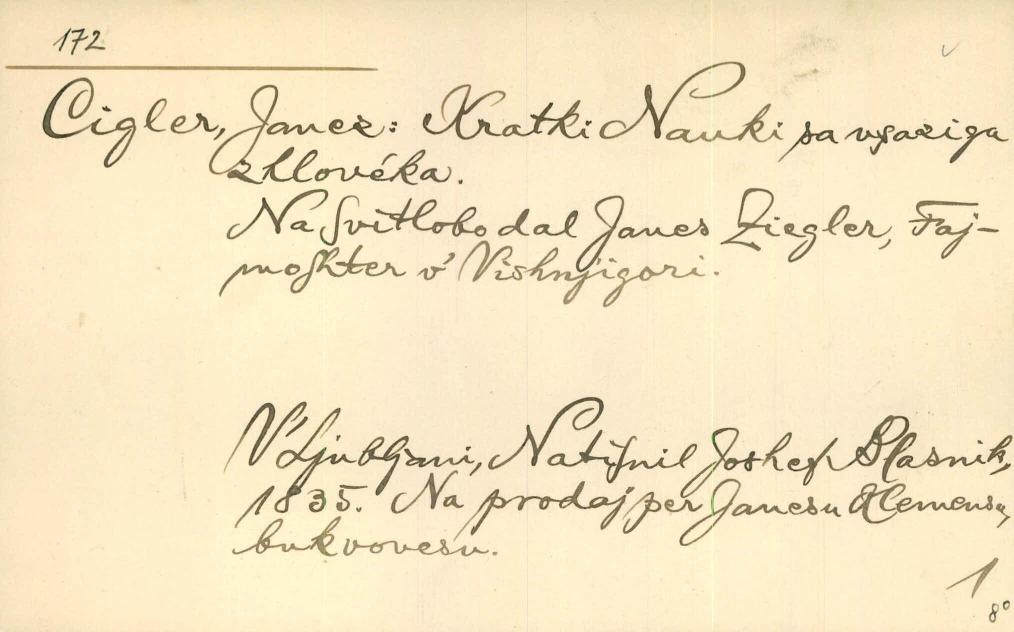 172
Cigler, Janez: Kratki Nauki sa vsaziga
zhlovéka.
Na ſvitlobo dal Janes Ziegler, Faj-
moſhter v' Vishnjigori.
V' Ljubljani, Natiſnil Joshef Blasnik,
1835. Na prodaj per Janesu Klemensu,
bukvovesu.
1
8°